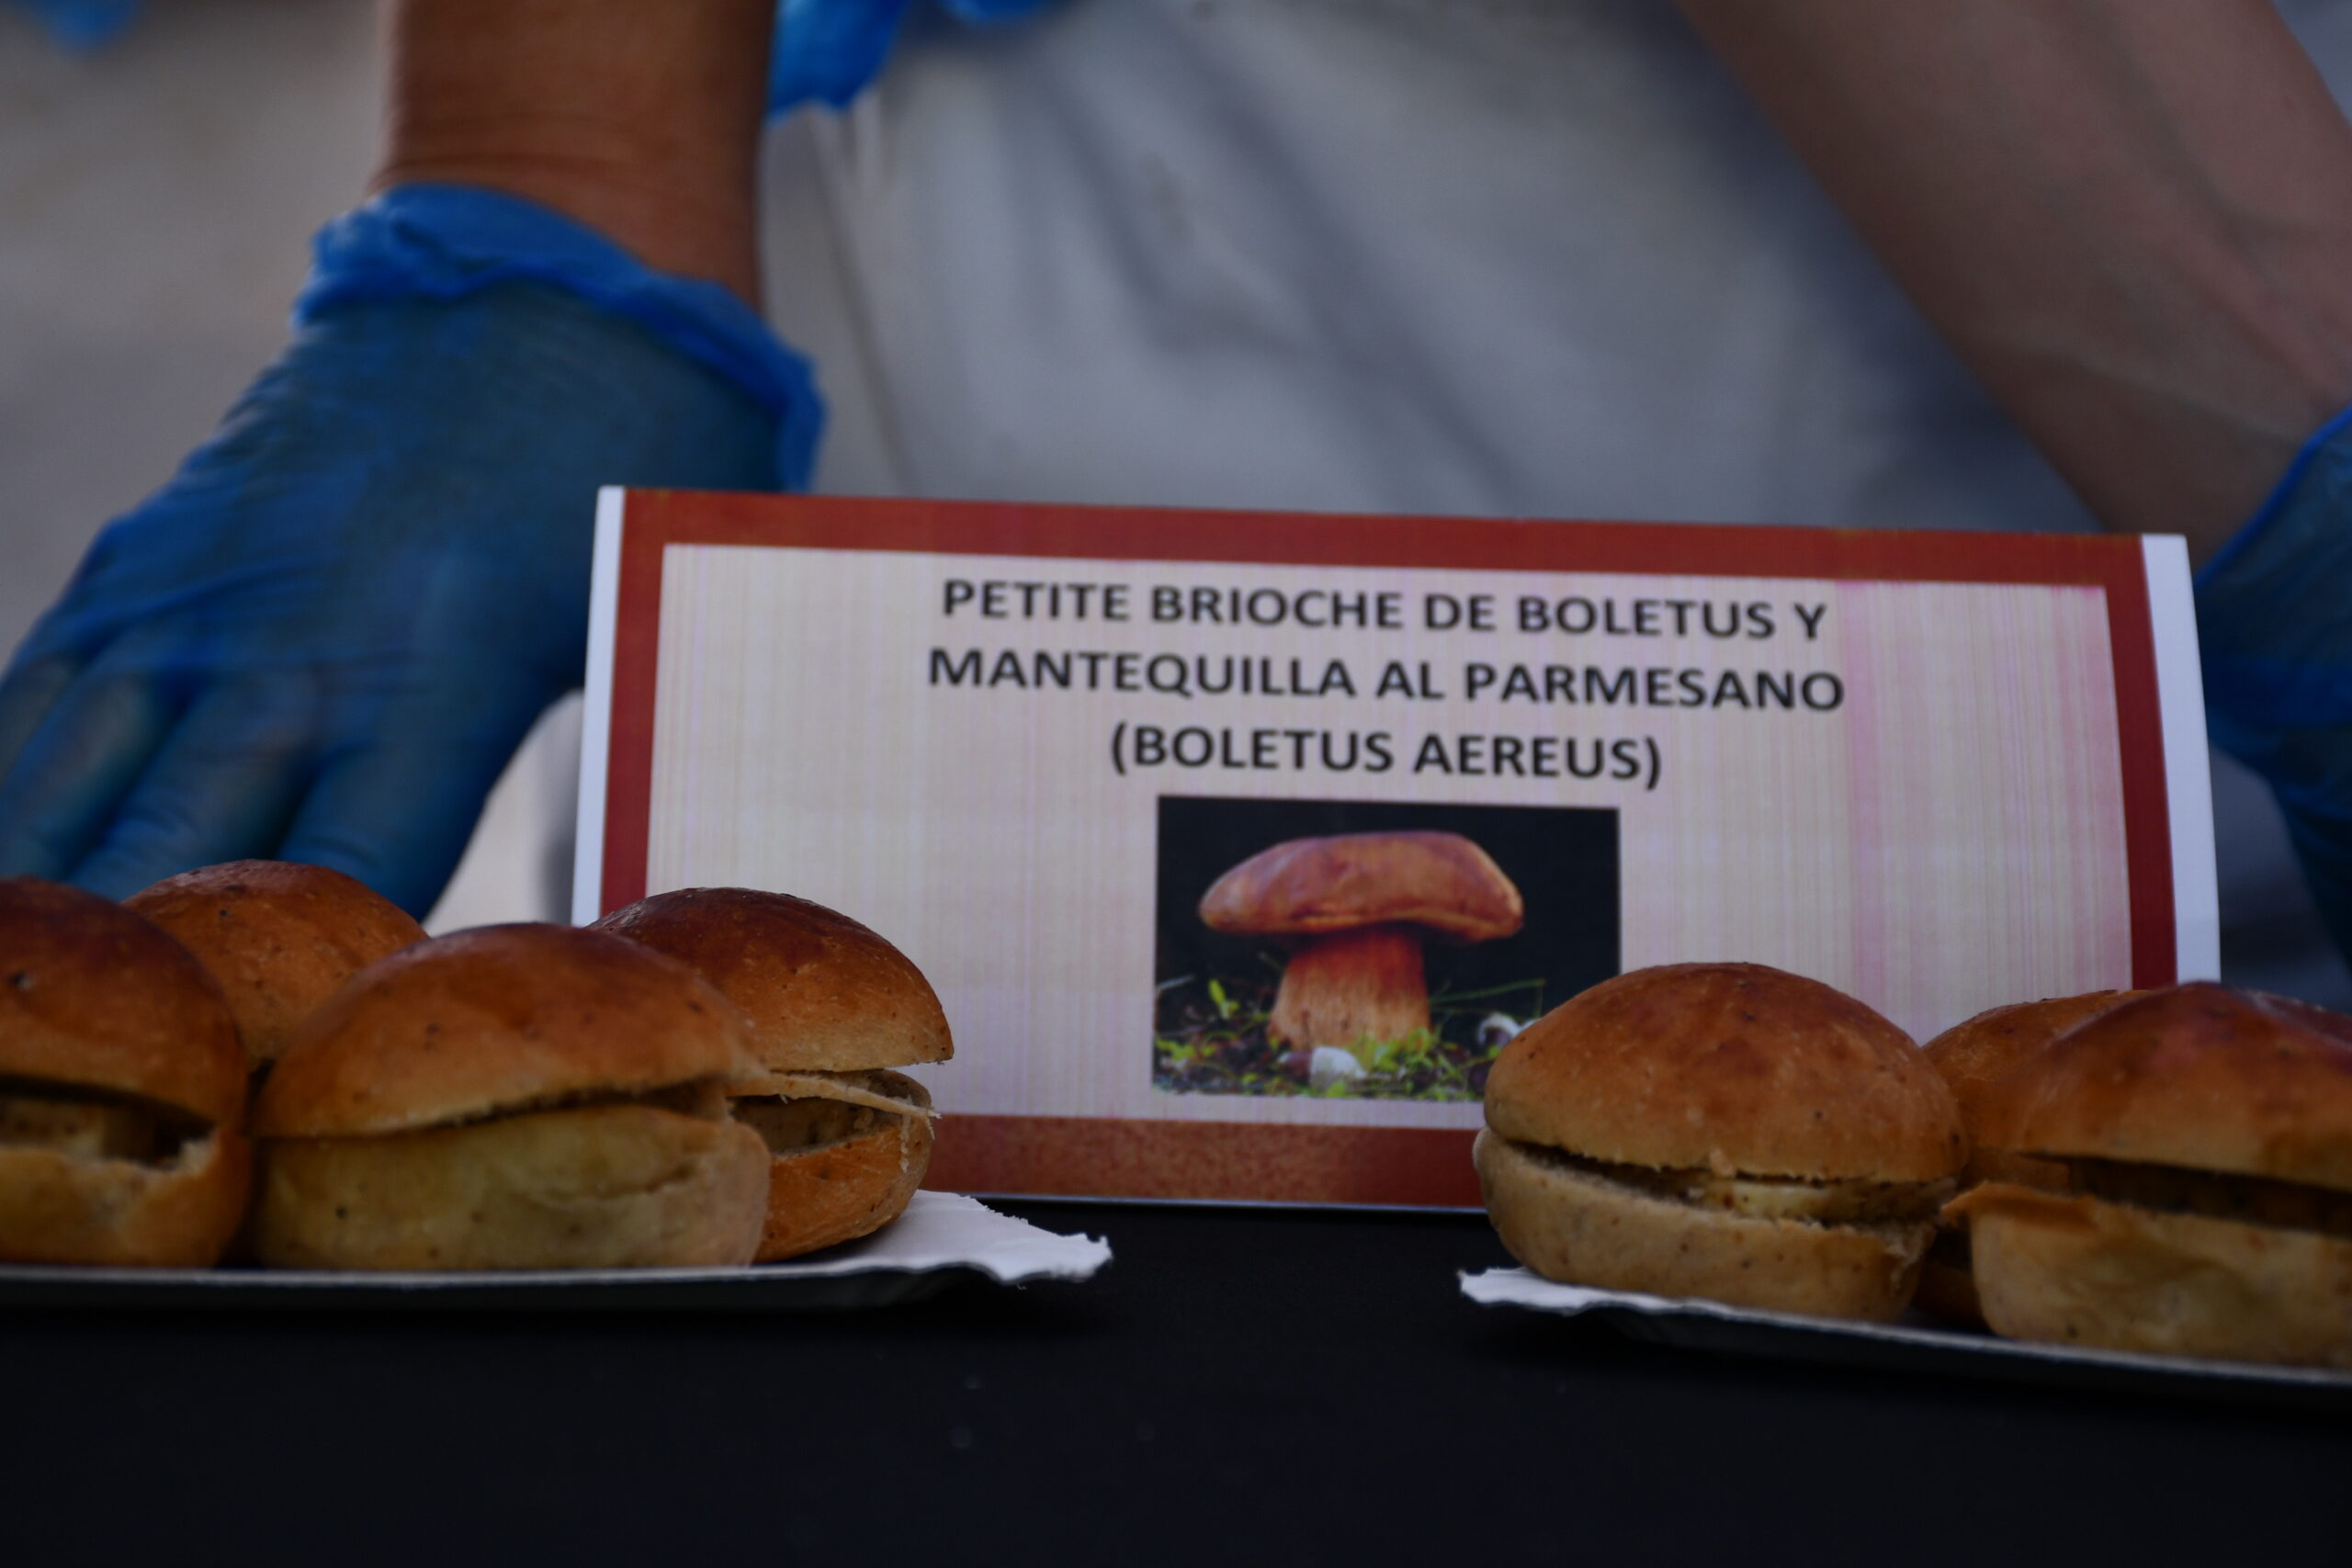 PETITE BRIOCHE DE BOLETUS Y
MANTEQUILLA AL PARMESANO
(BOLETUS AEREUS)